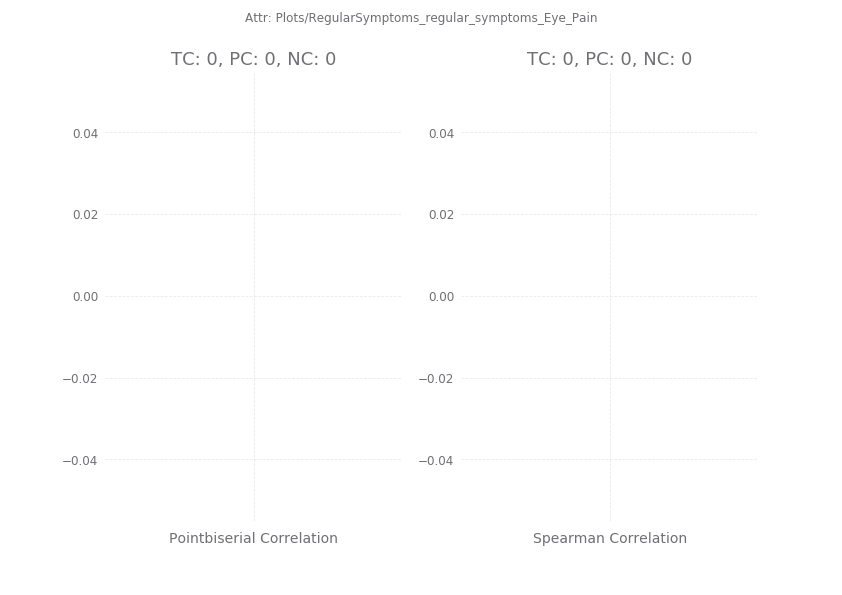 Attr: Plots/RegularSymptoms_regular_symptoms_Eye_Pain
TC: 0, PC: 0, NC: 0
0.04
0.02
0.00
−0.02
−0.04
Pointbiserial Correlation
TC: 0, PC: 0, NC: 0
0.04
0.02
0.00
−0.02
−0.04
Spearman Correlation